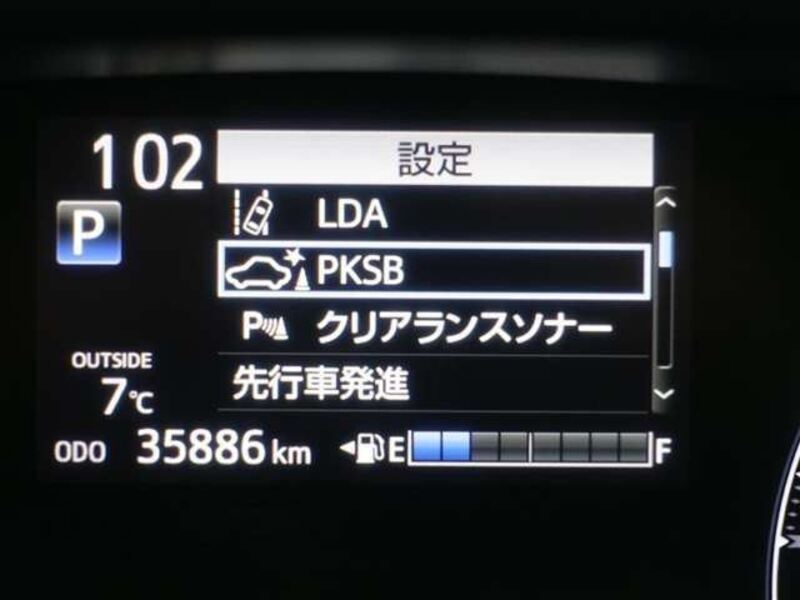 102
設定
P
LDA
PKSB
P クリアランスソナー
OUTSIDE
7℃
先行車発進
ODO 35886 km E F